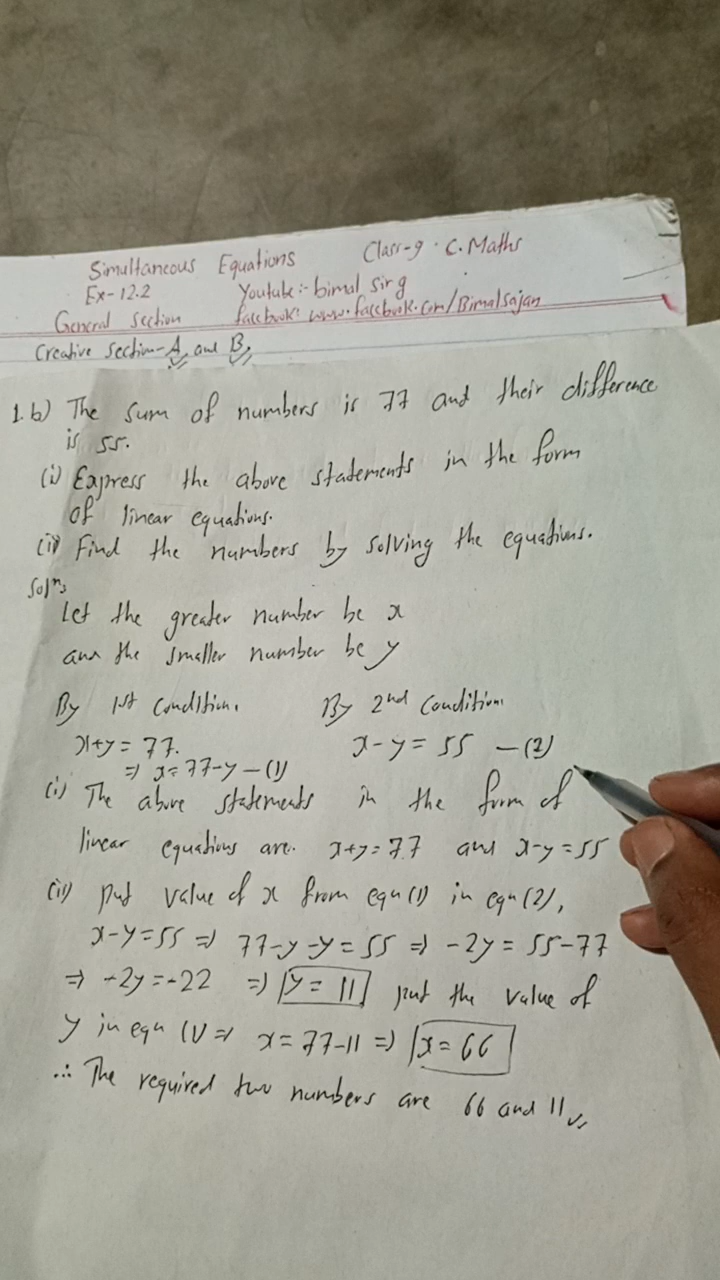 Simultaneous Equations Class-9. C. Maths
Ex-12.2 Youtube:- bimal sir g
General Section facebook: www.facebook.com/Bimalsajan
Creative Section-A and B,
1.b) The sum of numbers is 77 and their difference
is 55.
(i) Express the above statements in the form
of linear equations.
(ii) Find the numbers by solving the equations.
Solⁿ:
Let the greater number be x
and the smaller number be y
By 1st Condition. By 2nd Condition
x+y = 77. x-y = 55 —(2)
⇒ x=77-y —(1)
(i) The above statements in the form of
linear equations are. x+y=77 and x-y=55
(ii) put value of x from eqn(1) in eqn(2),
x-y=55 ⇒ 77-y-y=55 ⇒ -2y = 55-77
⇒ -2y=-22 ⇒ y = 11 put the value of
y in eqn (1) ⇒ x=77-11 ⇒ x=66
∴ The required two numbers are 66 and 11